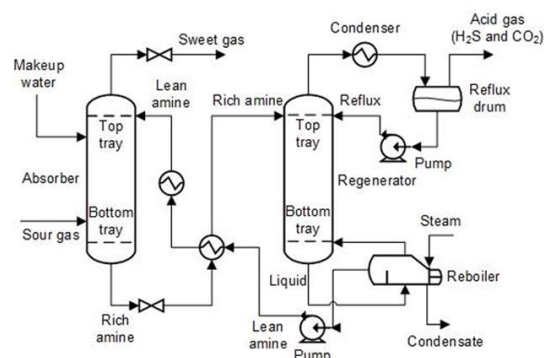 Sweet gas
Condenser
Acid gas
(H₂S and CO₂)
Makeup
water
Lean
amine
Rich amine
Reflux
Reflux
drum
Top
tray
Top
tray
Pump
Absorber
Regenerator
Bottom
tray
Bottom
tray
Steam
Sour gas
Liquid
Reboiler
Rich
amine
Lean
amine
Pump
Condensate